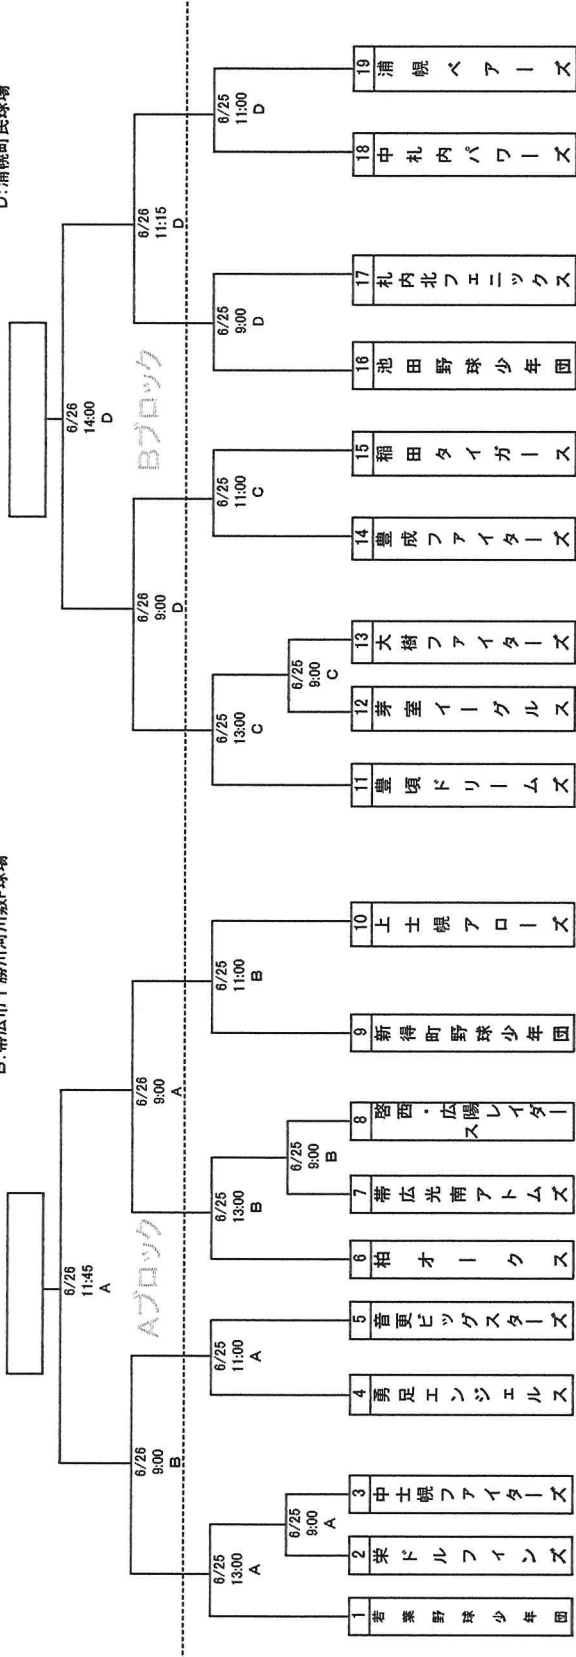 B:帯広市十勝川河川敷F球場
D:浦幌町民球場
6/26
11:45
A
6/26
14:00
D
Aブロック
Bブロック
6/26
9:00
B
6/26
9:00
A
6/26
9:00
D
6/26
11:15
D
6/25
13:00
A
6/25
11:00
A
6/25
13:00
B
6/25
11:00
B
6/25
13:00
C
6/25
11:00
C
6/25
9:00
D
6/25
11:00
D
6/25
9:00
A
6/25
9:00
B
6/25
9:00
C
1 若葉野球少年団
2 栄ドルフィンズ
3 中士幌ファイターズ
4 勇足エンジェルス
5 音更ビッグスターズ
6 柏オークス
7 帯広光南アトムズ
8 啓西・広陽レイダース
9 新得町野球少年団
10 上士幌アローズ
11 豊頃ドリームズ
12 芽室イーグルス
13 大樹ファイターズ
14 豊成ファイターズ
15 稲田タイガース
16 池田野球少年団
17 札内北フェニックス
18 中札内パワーズ
19 浦幌ベアーズ